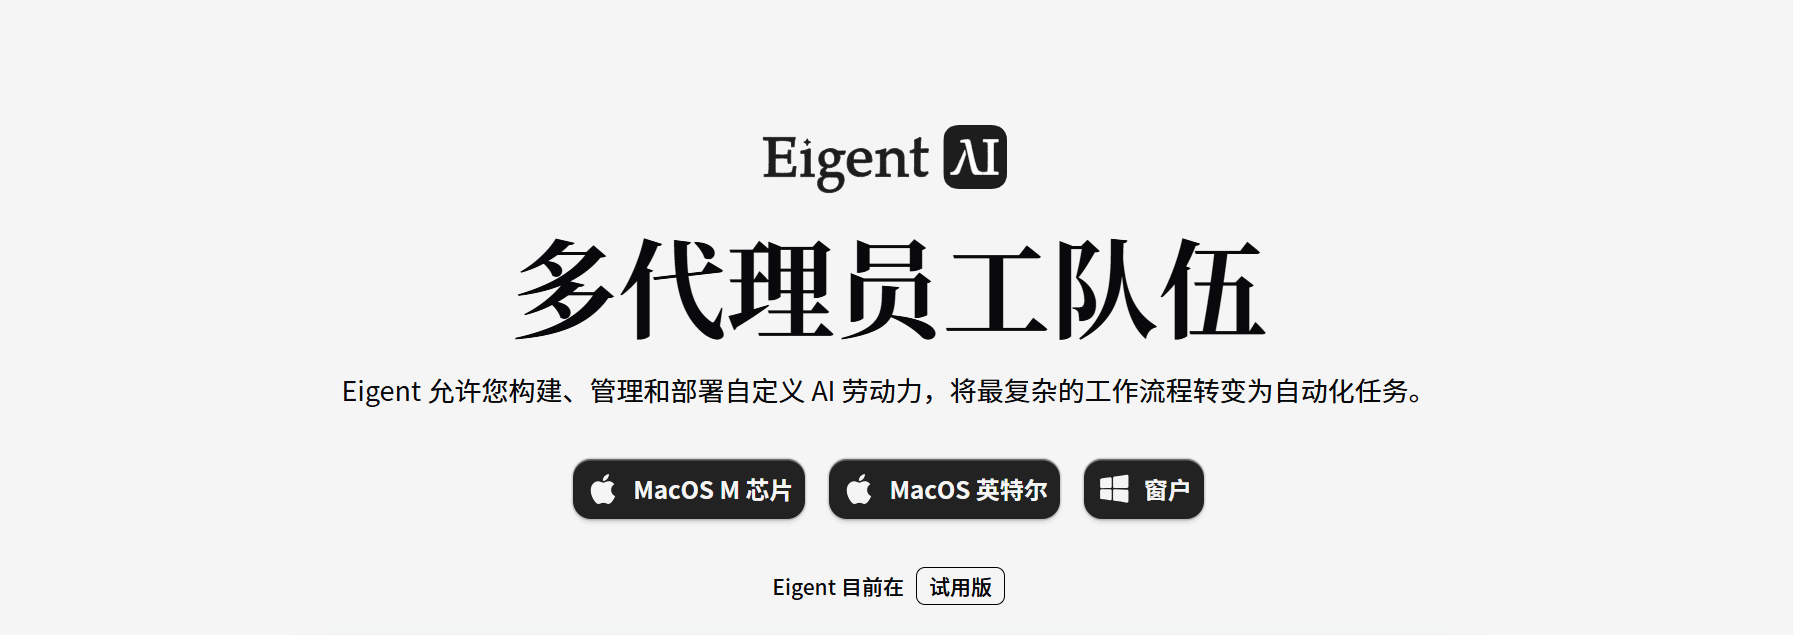 Eigent AI
多代理员工队伍
Eigent 允许您构建、管理和部署自定义 AI 劳动力，将最复杂的工作流程转变为自动化任务。
MacOS M 芯片
MacOS 英特尔
窗户
Eigent 目前在 试用版